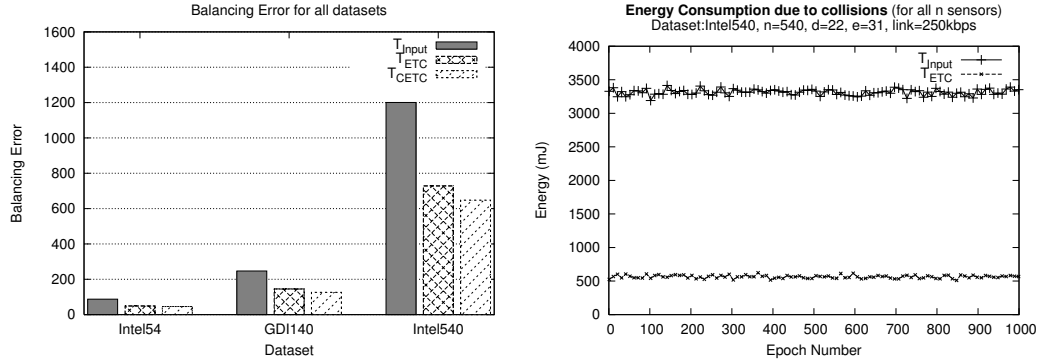 Balancing Error for all datasets
Balancing Error
1600
1400
1200
1000
800
600
400
200
0
T_Input
T_ETC
T_CETC
Intel54
GDI140
Intel540
Dataset
Energy Consumption due to collisions (for all n sensors)
Dataset:Intel540, n=540, d=22, e=31, link=250kbps
Energy (mJ)
4000
3500
3000
2500
2000
1500
1000
500
0
T_Input
T_ETC
0 100 200 300 400 500 600 700 800 900 1000
Epoch Number